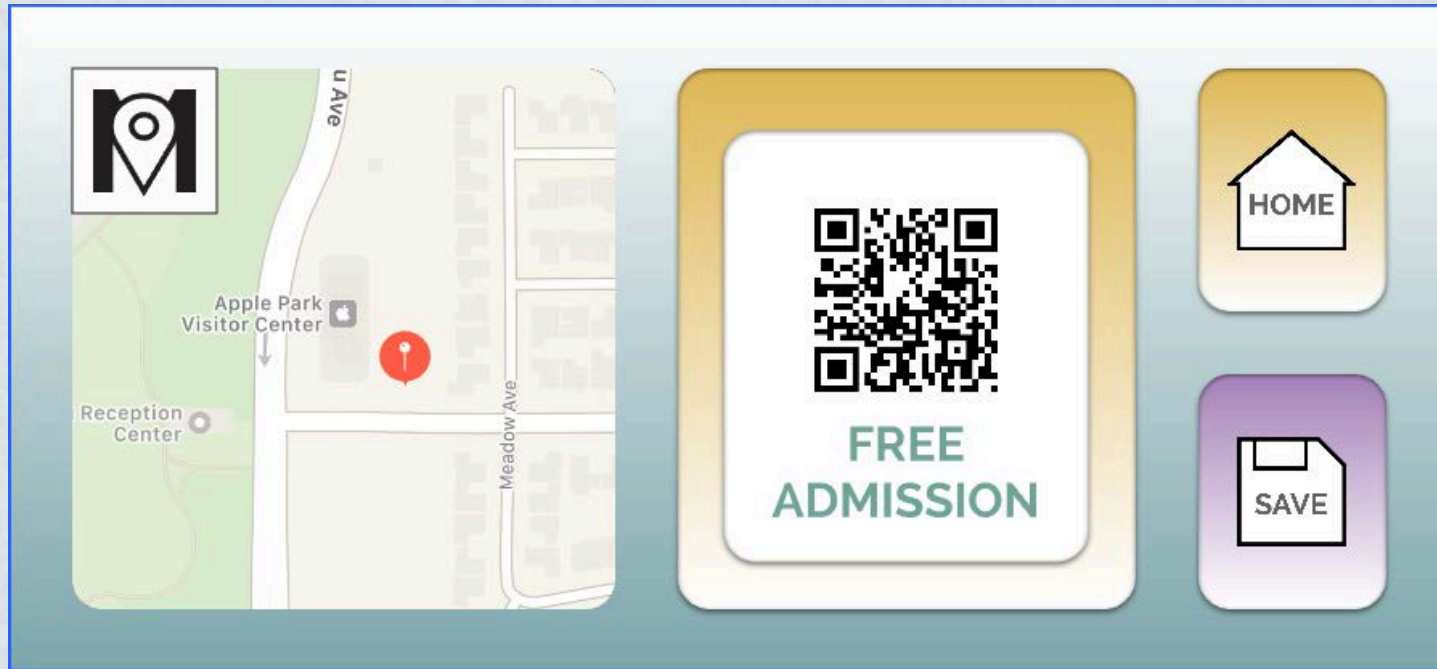 u Ave
Apple Park
Visitor Center
Reception
Center
Meadow Ave
FREE
ADMISSION
HOME
SAVE